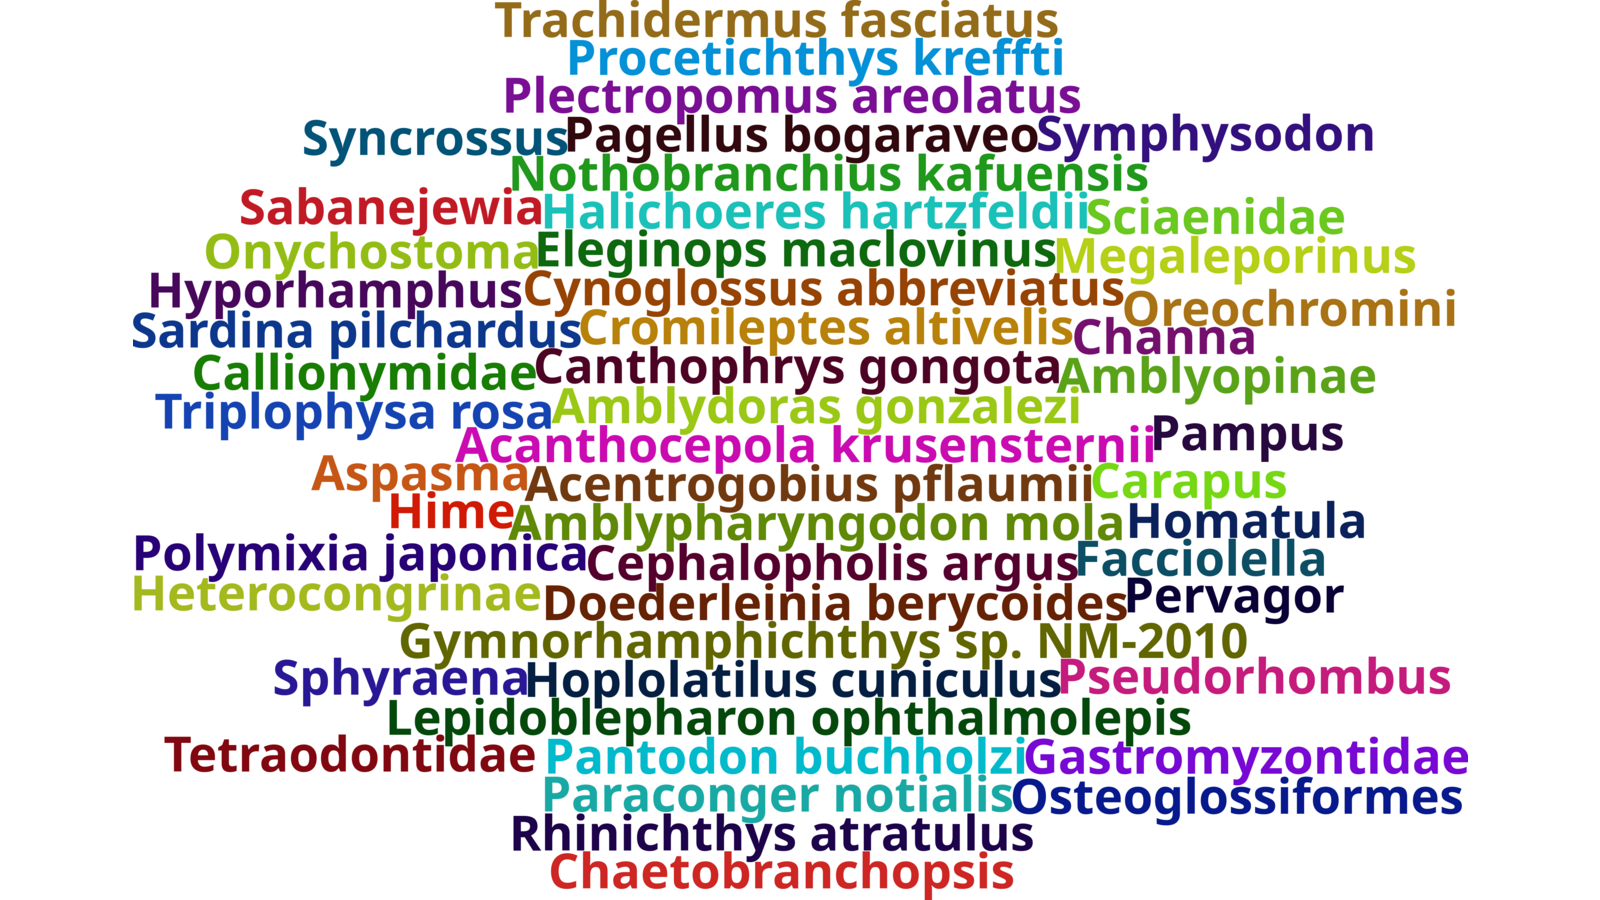 Trachidermus fasciatus
Procetichthys kreffti
Plectropomus areolatus
Syncrossus Pagellus bogaraveo Symphysodon
Nothobranchius kafuensis
Sabanejewia Halichoeres hartzfeldii Sciaenidae
Onychostoma Eleginops maclovinus Megaleporinus
Hyporhamphus Cynoglossus abbreviatus Oreochromini
Sardina pilchardus Cromileptes altivelis Channa
Callionymidae Canthophrys gongota Amblyopinae
Triplophysa rosa Amblydoras gonzalezi
Acanthocepola krusensternii Pampus
Aspasma Acentrogobius pflaumii Carapus
Hime Amblypharyngodon mola Homatula
Polymixia japonica Cephalopholis argus Facciolella
Heterocongrinae Doederleinia berycoides Pervagor
Gymnorhamphichthys sp. NM-2010
Sphyraena Hoplolatilus cuniculus Pseudorhombus
Lepidoblepharon ophthalmolepis
Tetraodontidae Pantodon buchholzi Gastromyzontidae
Paraconger notialis Osteoglossiformes
Rhinichthys atratulus
Chaetobranchopsis